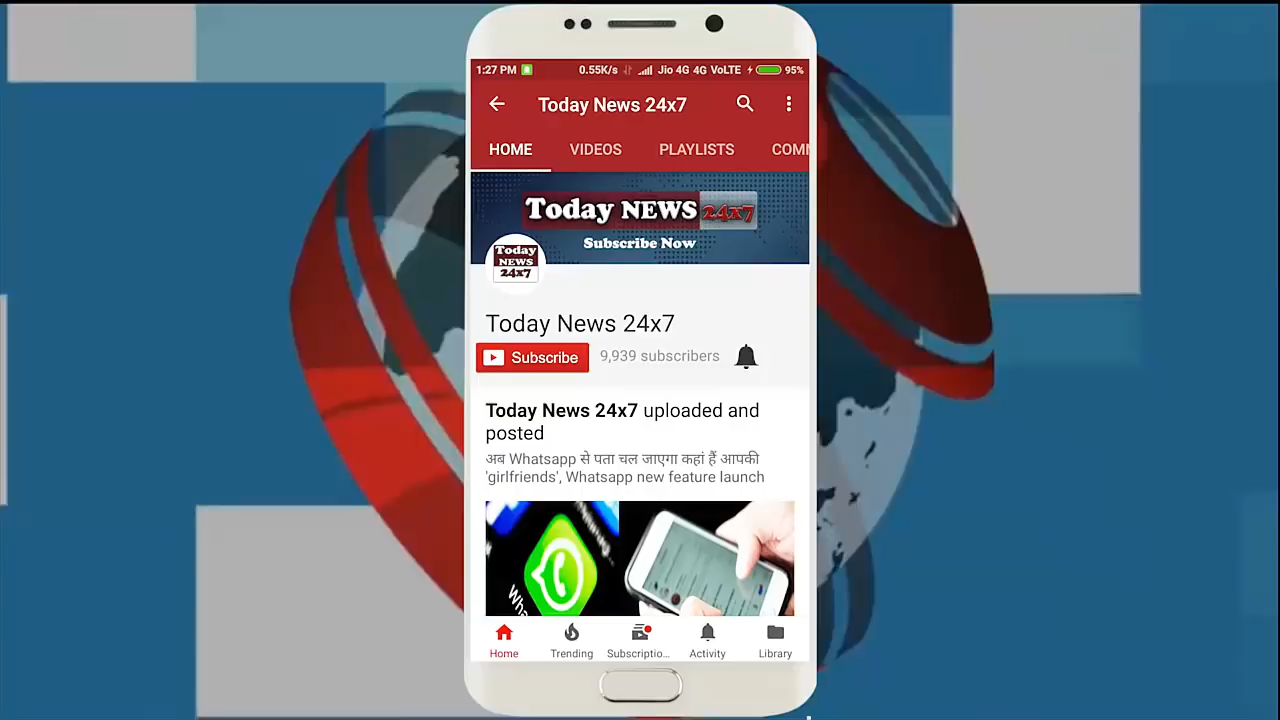 1:27 PM 0.55K/s Jio 4G 4G VoLTE 95%
Today News 24x7
HOME VIDEOS PLAYLISTS COMM
Today NEWS 24x7
Subscribe Now
Today
NEWS
24x7
Today News 24x7
Subscribe 9,939 subscribers
Today News 24x7 uploaded and
posted
अब Whatsapp से पता चल जाएगा कहां हैं आपकी
'girlfriends', Whatsapp new feature launch
Wha
Home Trending Subscriptio... Activity Library